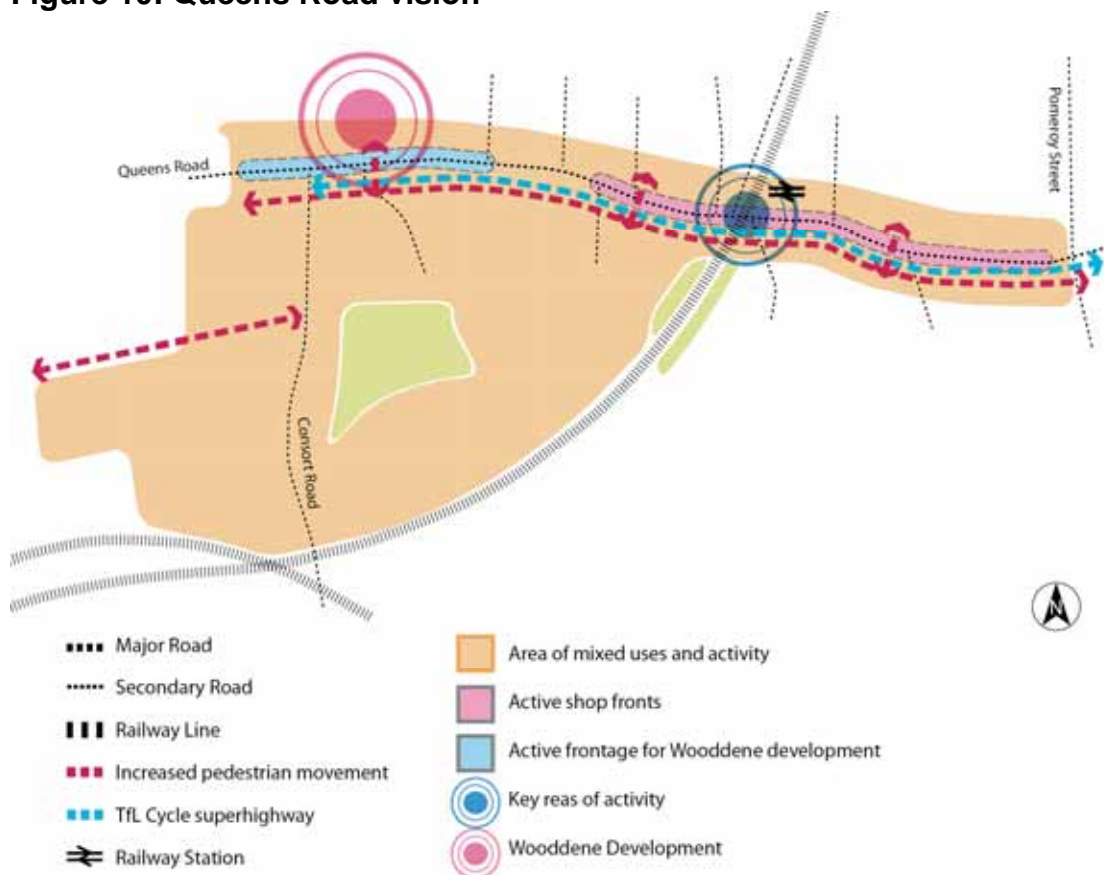 Figure 10: Queens Road vision
Queens Road
Pomeroy Street
Consort Road
N
Major Road
Secondary Road
Railway Line
Increased pedestrian movement
TfL Cycle superhighway
Railway Station
Area of mixed uses and activity
Active shop fronts
Active frontage for Wooddene development
Key reas of activity
Wooddene Development